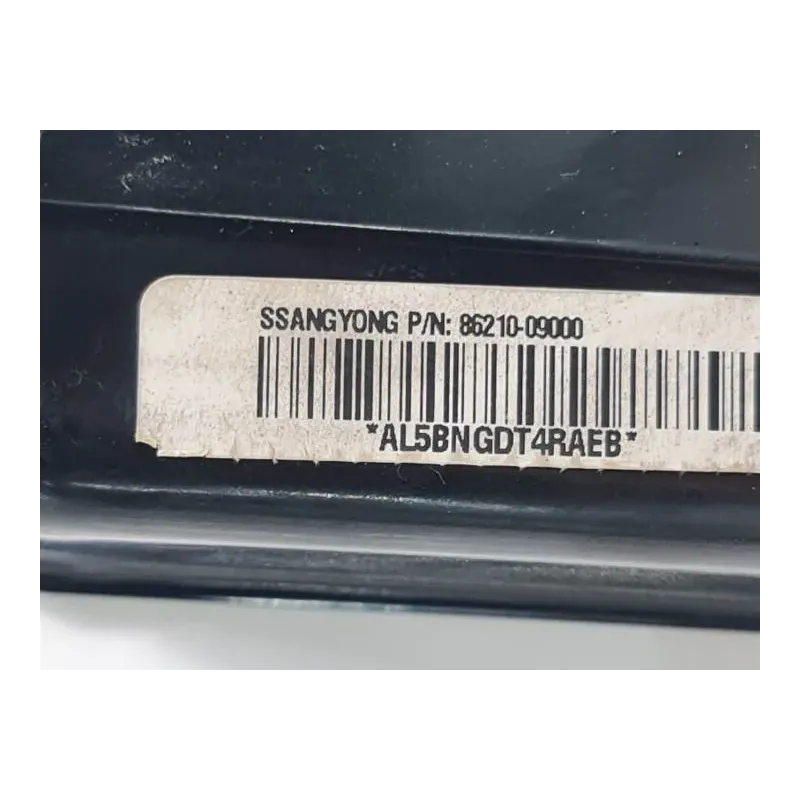 SSANGYONG P/N: 86210-09000
*AL5BNGDT4RAEB*